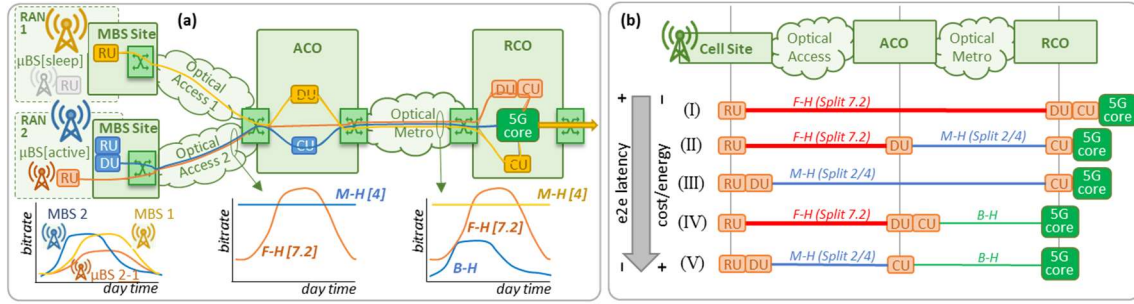 (a)
RAN
1
MBS Site
RU
μBS[sleep]
RU
RAN
2
MBS Site
RU
DU
μBS[active]
RU
Optical
Access 1
Optical
Access 2
ACO
DU
CU
Optical
Metro
RCO
DU CU
5G
core
CU
bitrate
MBS 2
MBS 1
μBS 2-1
day time
bitrate
M-H [4]
F-H [7.2]
day time
bitrate
M-H [4]
F-H [7.2]
B-H
day time
(b)
Cell Site
Optical
Access
ACO
Optical
Metro
RCO
+
–
e2e latency
cost/energy
–
+
(I)
RU
F-H (Split 7.2)
DU CU
5G
core
(II)
RU
F-H (Split 7.2)
DU
M-H (Split 2/4)
CU
5G
core
(III)
RU DU
M-H (Split 2/4)
CU
5G
core
(IV)
RU
F-H (Split 7.2)
DU CU
B-H
5G
core
(V)
RU DU
M-H (Split 2/4)
CU
B-H
5G
core